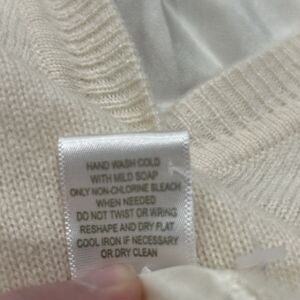 HAND WASH COLD
WITH MILD SOAP
ONLY NON-CHLORINE BLEACH
WHEN NEEDED
DO NOT TWIST OR WRING
RESHAPE AND DRY FLAT
COOL IRON IF NECESSARY
OR DRY CLEAN